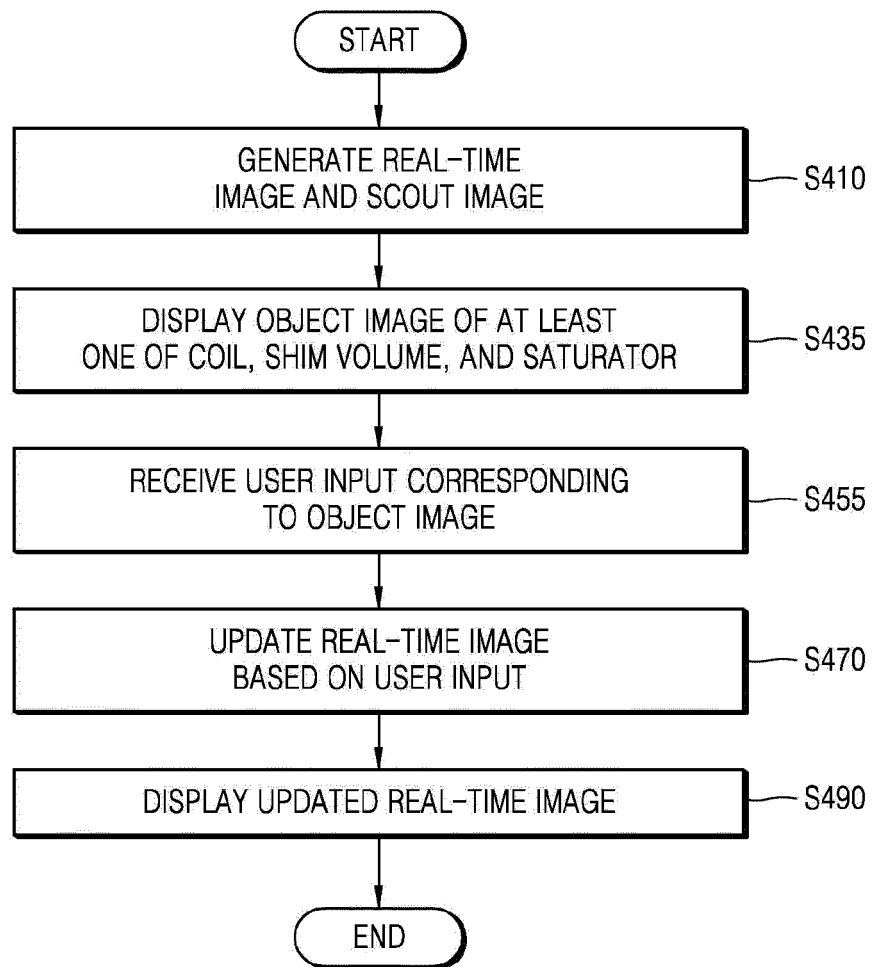 START
GENERATE REAL-TIME
IMAGE AND SCOUT IMAGE
S410
DISPLAY OBJECT IMAGE OF AT LEAST
ONE OF COIL, SHIM VOLUME, AND SATURATOR
S435
RECEIVE USER INPUT CORRESPONDING
TO OBJECT IMAGE
S455
UPDATE REAL-TIME IMAGE
BASED ON USER INPUT
S470
DISPLAY UPDATED REAL-TIME IMAGE
S490
END